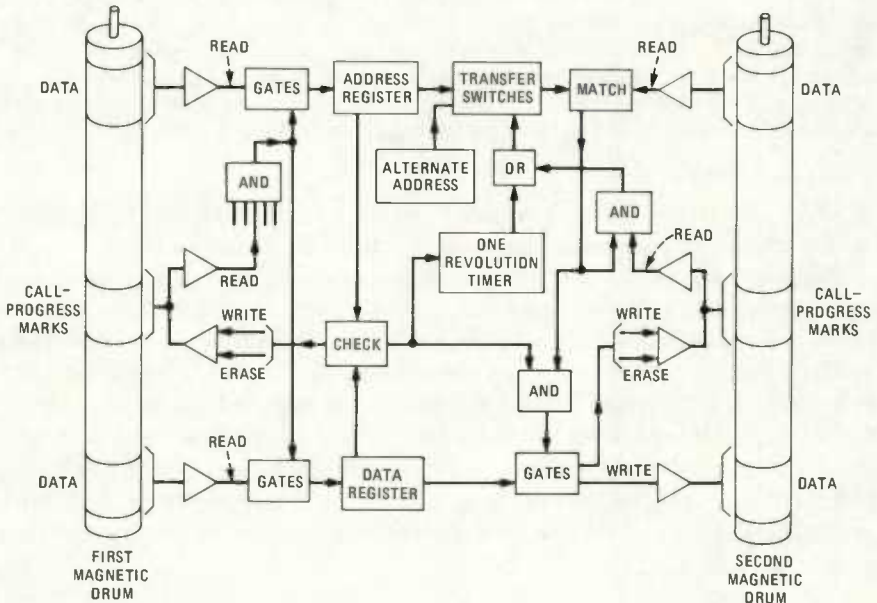 READ
READ
DATA
GATES
ADDRESS
REGISTER
TRANSFER
SWITCHES
MATCH
DATA
ALTERNATE
ADDRESS
OR
AND
AND
ONE
REVOLUTION
TIMER
READ
READ
CALL-
PROGRESS
MARKS
CALL-
PROGRESS
MARKS
WRITE
ERASE
CHECK
WRITE
ERASE
AND
READ
DATA
GATES
DATA
REGISTER
GATES
WRITE
DATA
FIRST
MAGNETIC
DRUM
SECOND
MAGNETIC
DRUM